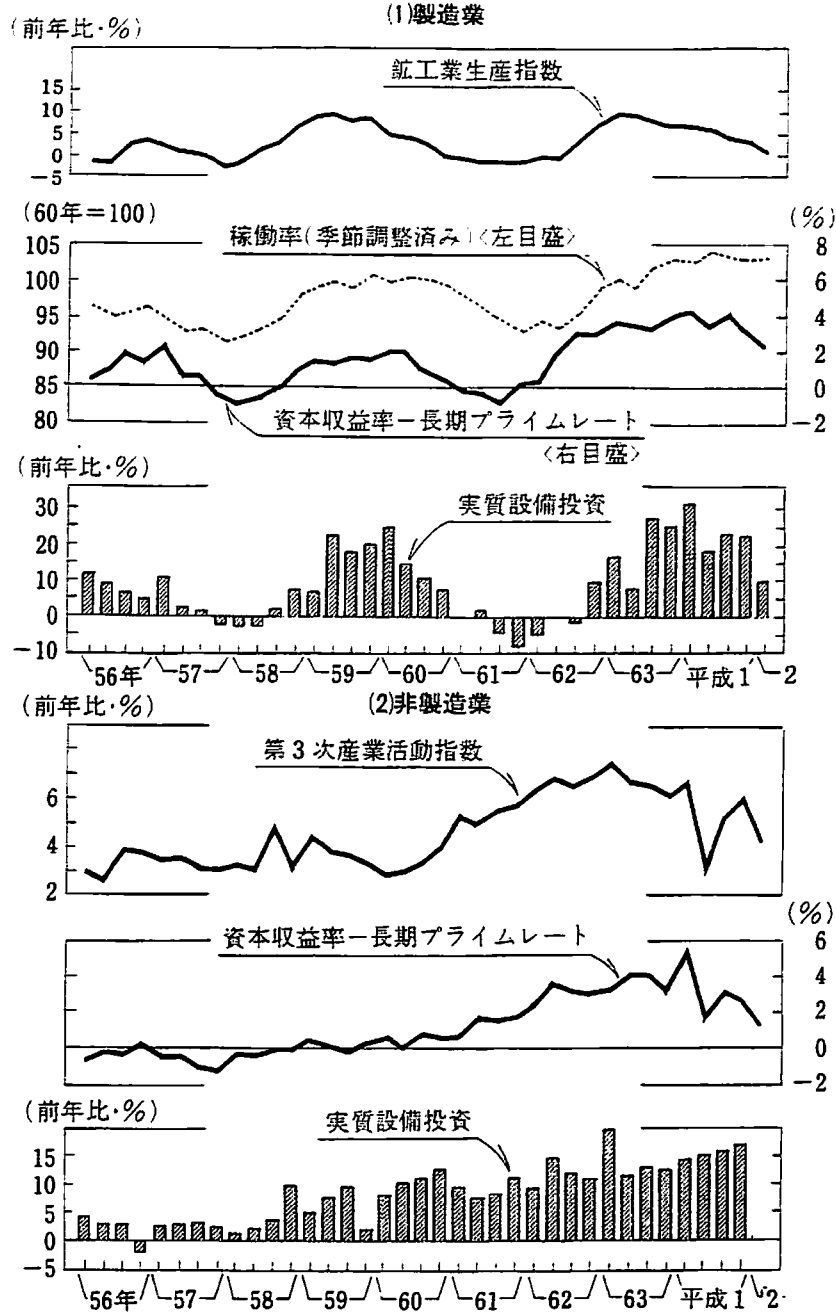 (1)製造業
(前年比·%)
鉱工業生産指数
15
10
5
0
−5
(60年=100)
(%)
稼働率(季節調整済み)〈左目盛〉
105
100
95
90
85
80
8
6
4
2
0
−2
資本収益率−長期プライムレート
〈右目盛〉
(前年比·%)
実質設備投資
30
20
10
0
−10
56年 57 58 59 60 61 62 63 平成1 2
(2)非製造業
(前年比·%)
第3次産業活動指数
6
4
2
(%)
資本収益率−長期プライムレート
6
4
2
0
−2
(前年比·%)
実質設備投資
15
10
5
0
−5
56年 57 58 59 60 61 62 63 平成1 2